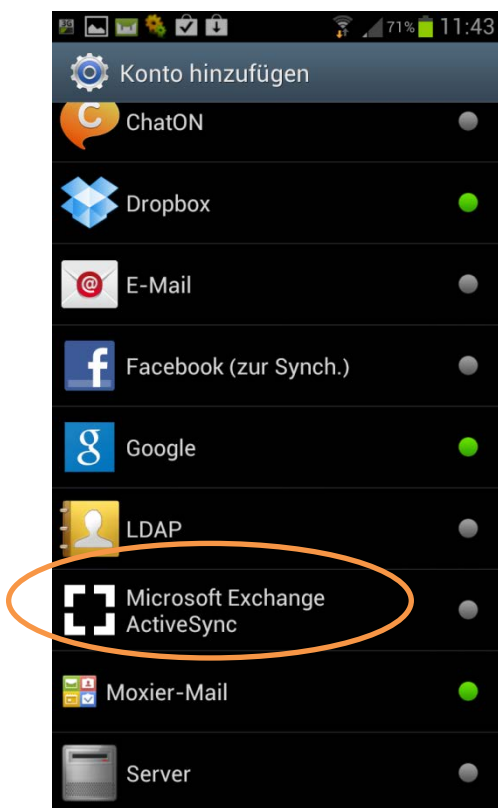 71% 11:43
Konto hinzufügen
ChatON
Dropbox
E-Mail
Facebook (zur Synch.)
Google
LDAP
Microsoft Exchange
ActiveSync
Moxier-Mail
Server